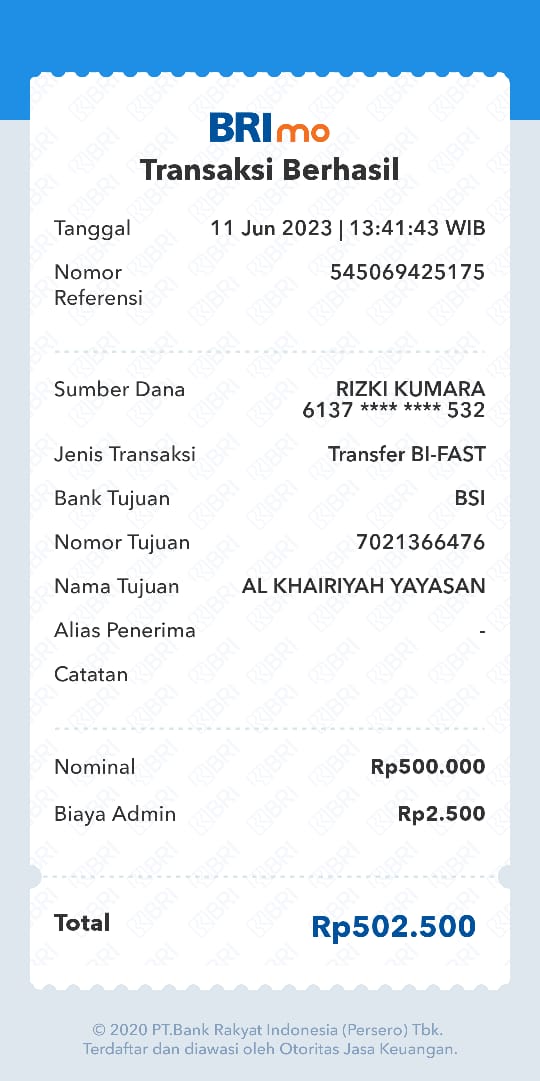 BRImo
Transaksi Berhasil
Tanggal 11 Jun 2023 | 13:41:43 WIB
Nomor Referensi 545069425175
Sumber Dana RIZKI KUMARA
6137 **** **** 532
Jenis Transaksi Transfer BI-FAST
Bank Tujuan BSI
Nomor Tujuan 7021366476
Nama Tujuan AL KHAIRIYAH YAYASAN
Alias Penerima -
Catatan
Nominal Rp500.000
Biaya Admin Rp2.500
Total Rp502.500
© 2020 PT.Bank Rakyat Indonesia (Persero) Tbk.
Terdaftar dan diawasi oleh Otoritas Jasa Keuangan.